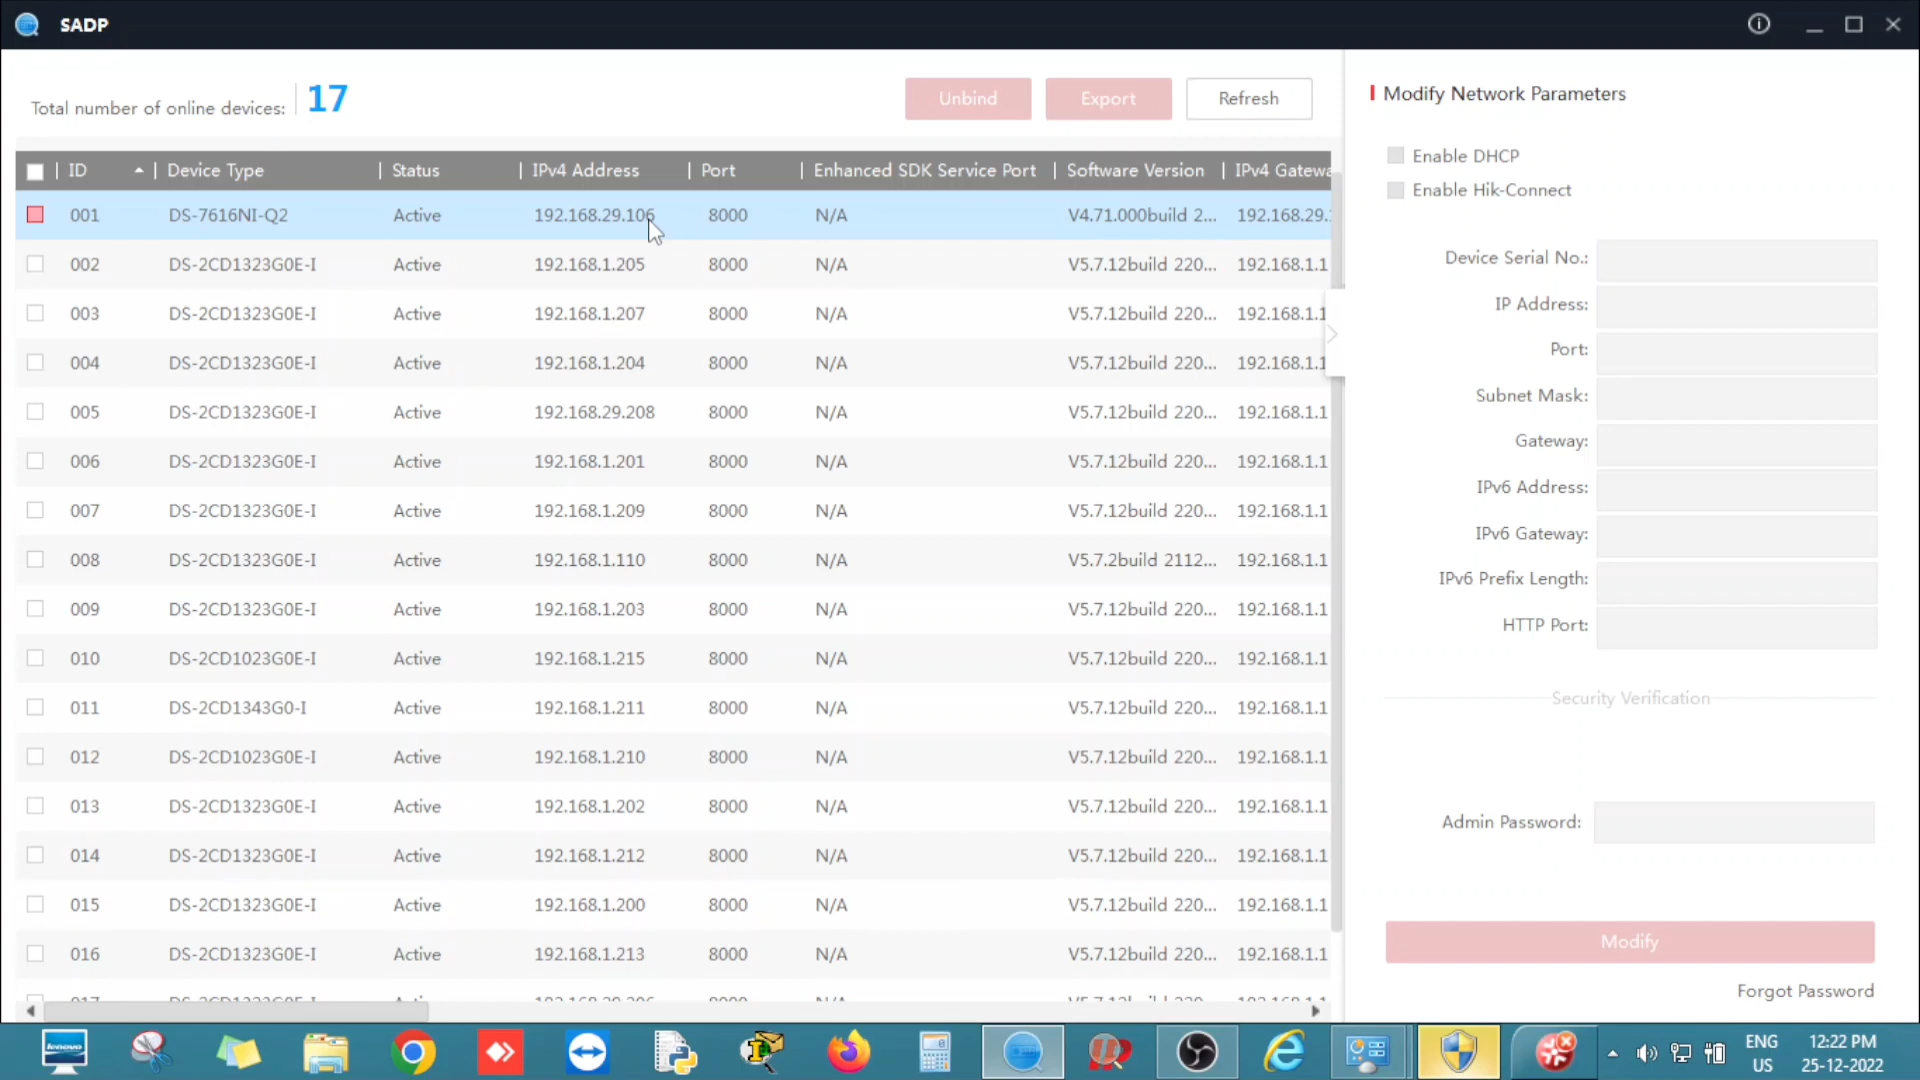 SADP
Total number of online devices: 17
Unbind
Export
Refresh
ID Device Type Status IPv4 Address Port Enhanced SDK Service Port Software Version IPv4 Gatewa
001 DS-7616NI-Q2 Active 192.168.29.106 8000 N/A V4.71.000build 2... 192.168.29.
002 DS-2CD1323G0E-I Active 192.168.1.205 8000 N/A V5.7.12build 220... 192.168.1.1
003 DS-2CD1323G0E-I Active 192.168.1.207 8000 N/A V5.7.12build 220... 192.168.1.1
004 DS-2CD1323G0E-I Active 192.168.1.204 8000 N/A V5.7.12build 220... 192.168.1.1
005 DS-2CD1323G0E-I Active 192.168.29.208 8000 N/A V5.7.12build 220... 192.168.1.1
006 DS-2CD1323G0E-I Active 192.168.1.201 8000 N/A V5.7.12build 220... 192.168.1.1
007 DS-2CD1323G0E-I Active 192.168.1.209 8000 N/A V5.7.12build 220... 192.168.1.1
008 DS-2CD1323G0E-I Active 192.168.1.110 8000 N/A V5.7.2build 2112... 192.168.1.1
009 DS-2CD1323G0E-I Active 192.168.1.203 8000 N/A V5.7.12build 220... 192.168.1.1
010 DS-2CD1023G0E-I Active 192.168.1.215 8000 N/A V5.7.12build 220... 192.168.1.1
011 DS-2CD1343G0-I Active 192.168.1.211 8000 N/A V5.7.12build 220... 192.168.1.1
012 DS-2CD1023G0E-I Active 192.168.1.210 8000 N/A V5.7.12build 220... 192.168.1.1
013 DS-2CD1323G0E-I Active 192.168.1.202 8000 N/A V5.7.12build 220... 192.168.1.1
014 DS-2CD1323G0E-I Active 192.168.1.212 8000 N/A V5.7.12build 220... 192.168.1.1
015 DS-2CD1323G0E-I Active 192.168.1.200 8000 N/A V5.7.12build 220... 192.168.1.1
016 DS-2CD1323G0E-I Active 192.168.1.213 8000 N/A V5.7.12build 220... 192.168.1.1
Modify Network Parameters
Enable DHCP
Enable Hik-Connect
Device Serial No.:
IP Address:
Port:
Subnet Mask:
Gateway:
IPv6 Address:
IPv6 Gateway:
IPv6 Prefix Length:
HTTP Port:
Security Verification
Admin Password:
Modify
Forgot Password
lenovo
ENG
US
12:22 PM
25-12-2022